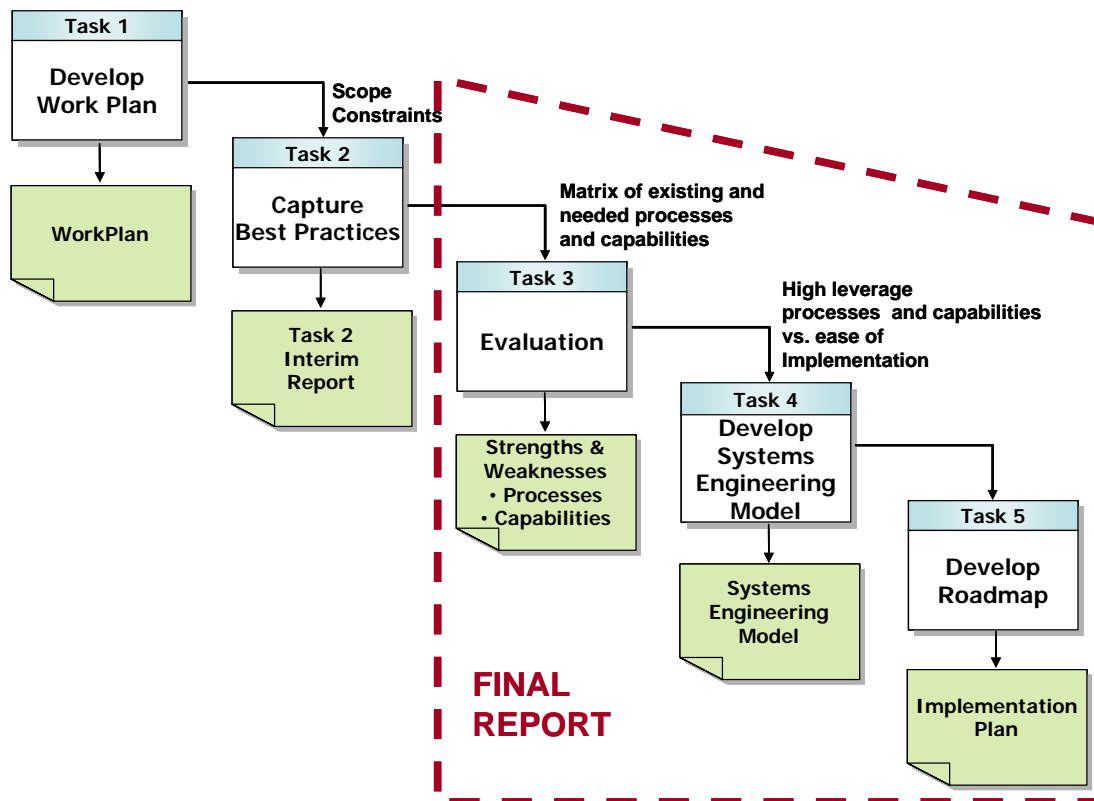 Task 1
Develop
Work Plan
WorkPlan
Scope
Constraints
Task 2
Capture
Best Practices
Task 2
Interim
Report
Matrix of existing and
needed processes
and capabilities
Task 3
Evaluation
Strengths &
Weaknesses
• Processes
• Capabilities
High leverage
processes and capabilities
vs. ease of
Implementation
Task 4
Develop
Systems
Engineering
Model
Systems
Engineering
Model
Task 5
Develop
Roadmap
Implementation
Plan
FINAL
REPORT